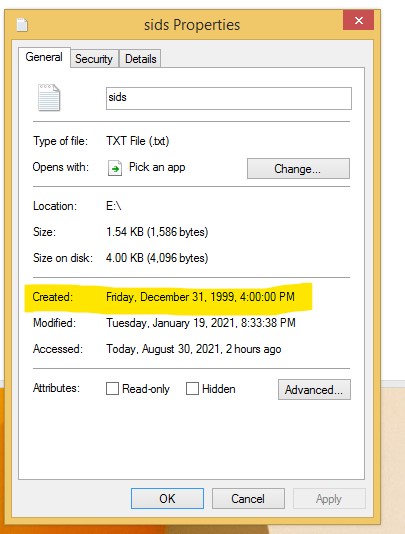 sids Properties
General Security Details
sids
Type of file: TXT File (.txt)
Opens with: Pick an app Change...
Location: E:\
Size: 1.54 KB (1,586 bytes)
Size on disk: 4.00 KB (4,096 bytes)
Created: Friday, December 31, 1999, 4:00:00 PM
Modified: Tuesday, January 19, 2021, 8:33:38 PM
Accessed: Today, August 30, 2021, 2 hours ago
Attributes: Read-only Hidden Advanced...
OK Cancel Apply